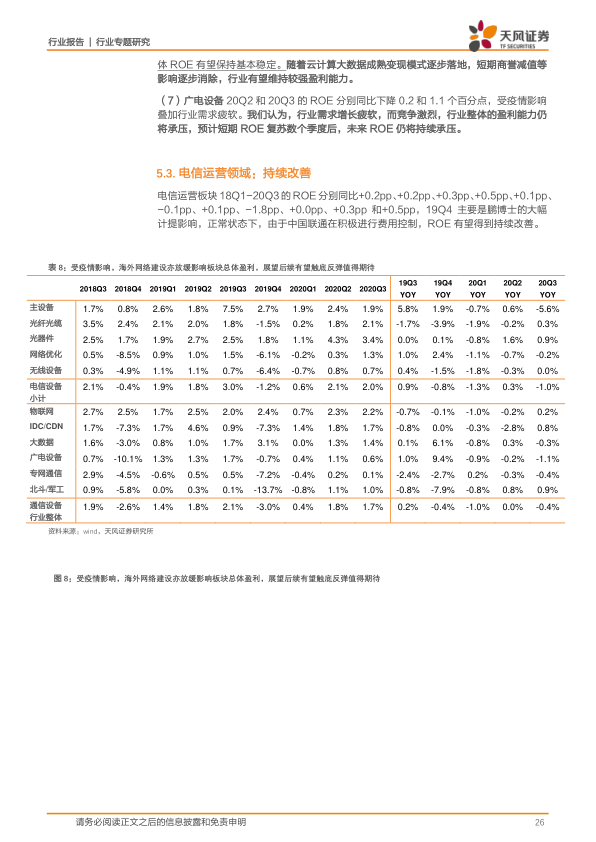 行业报告 | 行业专题研究
天风证券
TF SECURITIES
体 ROE 有望保持基本稳定。随着云计算大数据成熟变现模式逐步落地，短期商誉减值等
影响逐步消除，行业有望维持较强盈利能力。
（7）广电设备 20Q2 和 20Q3 的 ROE 分别同比下降 0.2 和 1.1 个百分点，受疫情影响
叠加行业需求疲软。我们认为，行业需求增长疲软，而竞争激烈，行业整体的盈利能力仍
将承压，预计短期 ROE 复苏数个季度后，未来 ROE 仍将持续承压。
5.3. 电信运营领域：持续改善
电信运营板块 18Q1-20Q3 的 ROE 分别同比+0.2pp、+0.2pp、+0.3pp、+0.5pp、+0.1pp、
-0.1pp、+0.1pp、-1.8pp、+0.0pp、+0.3pp 和+0.5pp，19Q4 主要是鹏博士的大幅
计提影响，正常状态下，由于中国联通在积极进行费用控制，ROE 有望得到持续改善。
表 8：受疫情影响，海外网络建设亦放缓影响板块总体盈利，展望后续有望触底反弹值得期待
2018Q3 2018Q4 2019Q1 2019Q2 2019Q3 2019Q4 2020Q1 2020Q2 2020Q3 19Q3 YOY 19Q4 YOY 20Q1 YOY 20Q2 YOY 20Q3 YOY
主设备 1.7% 0.8% 2.6% 1.8% 7.5% 2.7% 1.9% 2.4% 1.9% 5.8% 1.9% -0.7% 0.6% -5.6%
光纤光缆 3.5% 2.4% 2.1% 2.0% 1.8% -1.5% 0.2% 1.8% 2.1% -1.7% -3.9% -1.9% -0.2% 0.3%
光器件 2.5% 1.7% 1.9% 2.7% 2.5% 1.8% 1.1% 4.3% 3.4% 0.0% 0.1% -0.8% 1.6% 0.9%
网络优化 0.5% -8.5% 0.9% 1.0% 1.5% -6.1% -0.2% 0.3% 1.3% 1.0% 2.4% -1.1% -0.7% -0.2%
无线设备 0.3% -4.9% 1.1% 1.1% 0.7% -6.4% -0.7% 0.8% 0.7% 0.4% -1.5% -1.8% -0.3% 0.0%
电信设备小计 2.1% -0.4% 1.9% 1.8% 3.0% -1.2% 0.6% 2.1% 2.0% 0.9% -0.8% -1.3% 0.3% -1.0%
物联网 2.7% 2.5% 1.7% 2.5% 2.0% 2.4% 0.7% 2.3% 2.2% -0.7% -0.1% -1.0% -0.2% 0.2%
IDC/CDN 1.7% -7.3% 1.7% 4.6% 0.9% -7.3% 1.4% 1.8% 1.7% -0.8% 0.0% -0.3% -2.8% 0.8%
大数据 1.6% -3.0% 0.8% 1.0% 1.7% 3.1% 0.0% 1.3% 1.4% 0.1% 6.1% -0.8% 0.3% -0.3%
广电设备 0.7% -10.1% 1.3% 1.3% 1.7% -0.7% 0.4% 1.1% 0.6% 1.0% 9.4% -0.9% -0.2% -1.1%
专网通信 2.9% -4.5% -0.6% 0.5% 0.5% -7.2% -0.4% 0.2% 0.1% -2.4% -2.7% 0.2% -0.3% -0.4%
北斗/军工 0.9% -5.8% 0.0% 0.3% 0.1% -13.7% -0.8% 1.1% 1.0% -0.8% -7.9% -0.8% 0.8% 0.9%
通信设备行业整体 1.9% -2.6% 1.4% 1.8% 2.1% -3.0% 0.4% 1.8% 1.7% 0.2% -0.4% -1.0% 0.0% -0.4%
资料来源：wind，天风证券研究所
图 8：受疫情影响，海外网络建设亦放缓影响板块总体盈利，展望后续有望触底反弹值得期待
请务必阅读正文之后的信息披露和免责申明
26